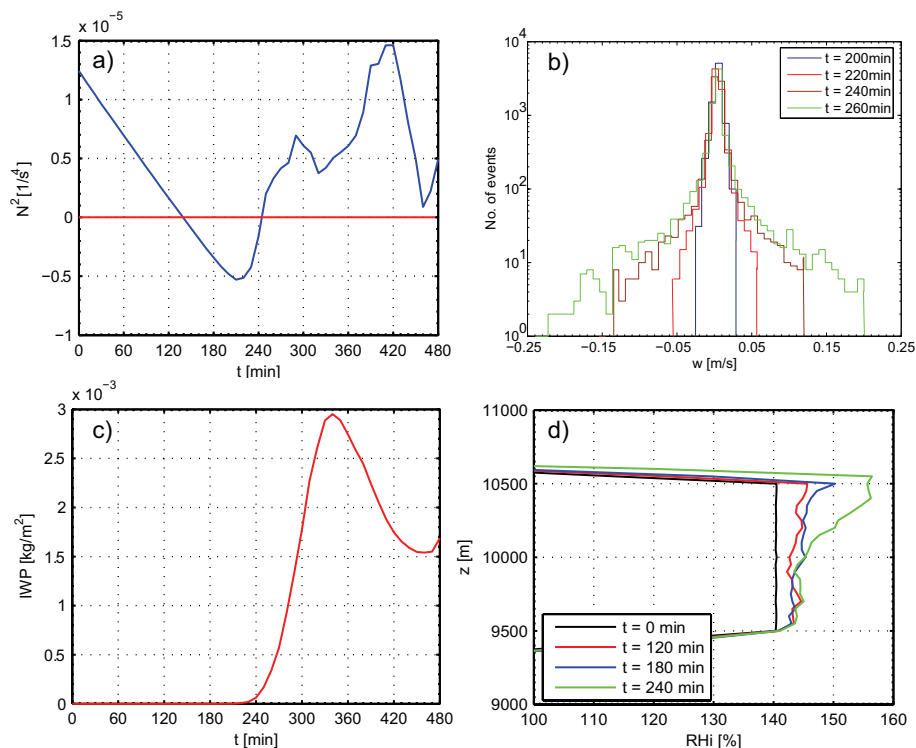 x 10⁻⁵
a)
1.5
1
0.5
0
−0.5
−1
N² [1/s⁴]
0 60 120 180 240 300 360 420 480
t [min]
b)
10⁴
10³
10²
10¹
10⁰
No. of events
t = 200min
t = 220min
t = 240min
t = 260min
−0.25 −0.15 −0.05 0.05 0.15 0.25
w [m/s]
x 10⁻³
c)
3
2.5
2
1.5
1
0.5
0
IWP [kg/m²]
0 60 120 180 240 300 360 420 480
t [min]
d)
11000
10500
10000
9500
9000
z [m]
t = 0 min
t = 120 min
t = 180 min
t = 240 min
100 110 120 130 140 150 160
RHi [%]